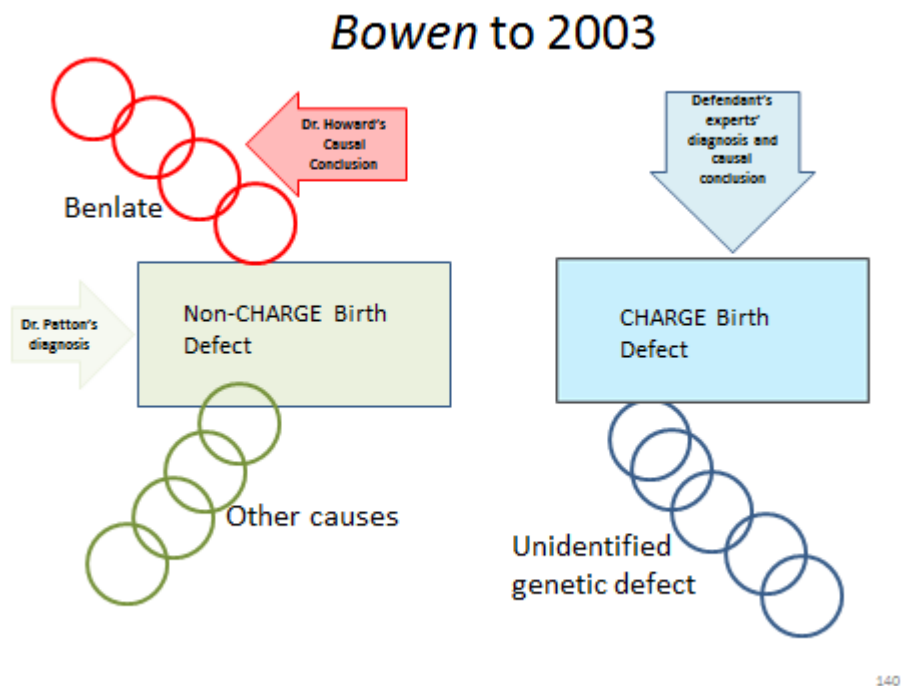 Bowen to 2003
Dr. Howard's
Causal
Conclusion
Defendant's
experts'
diagnosis and
causal
conclusion
Benlate
Dr. Patton's
diagnosis
Non-CHARGE Birth
Defect
CHARGE Birth
Defect
Other causes
Unidentified
genetic defect
140